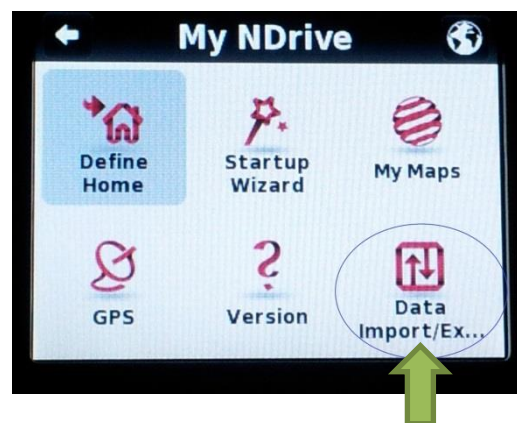 My NDrive
Define
Home
Startup
Wizard
My Maps
GPS
Version
Data
Import/Ex...